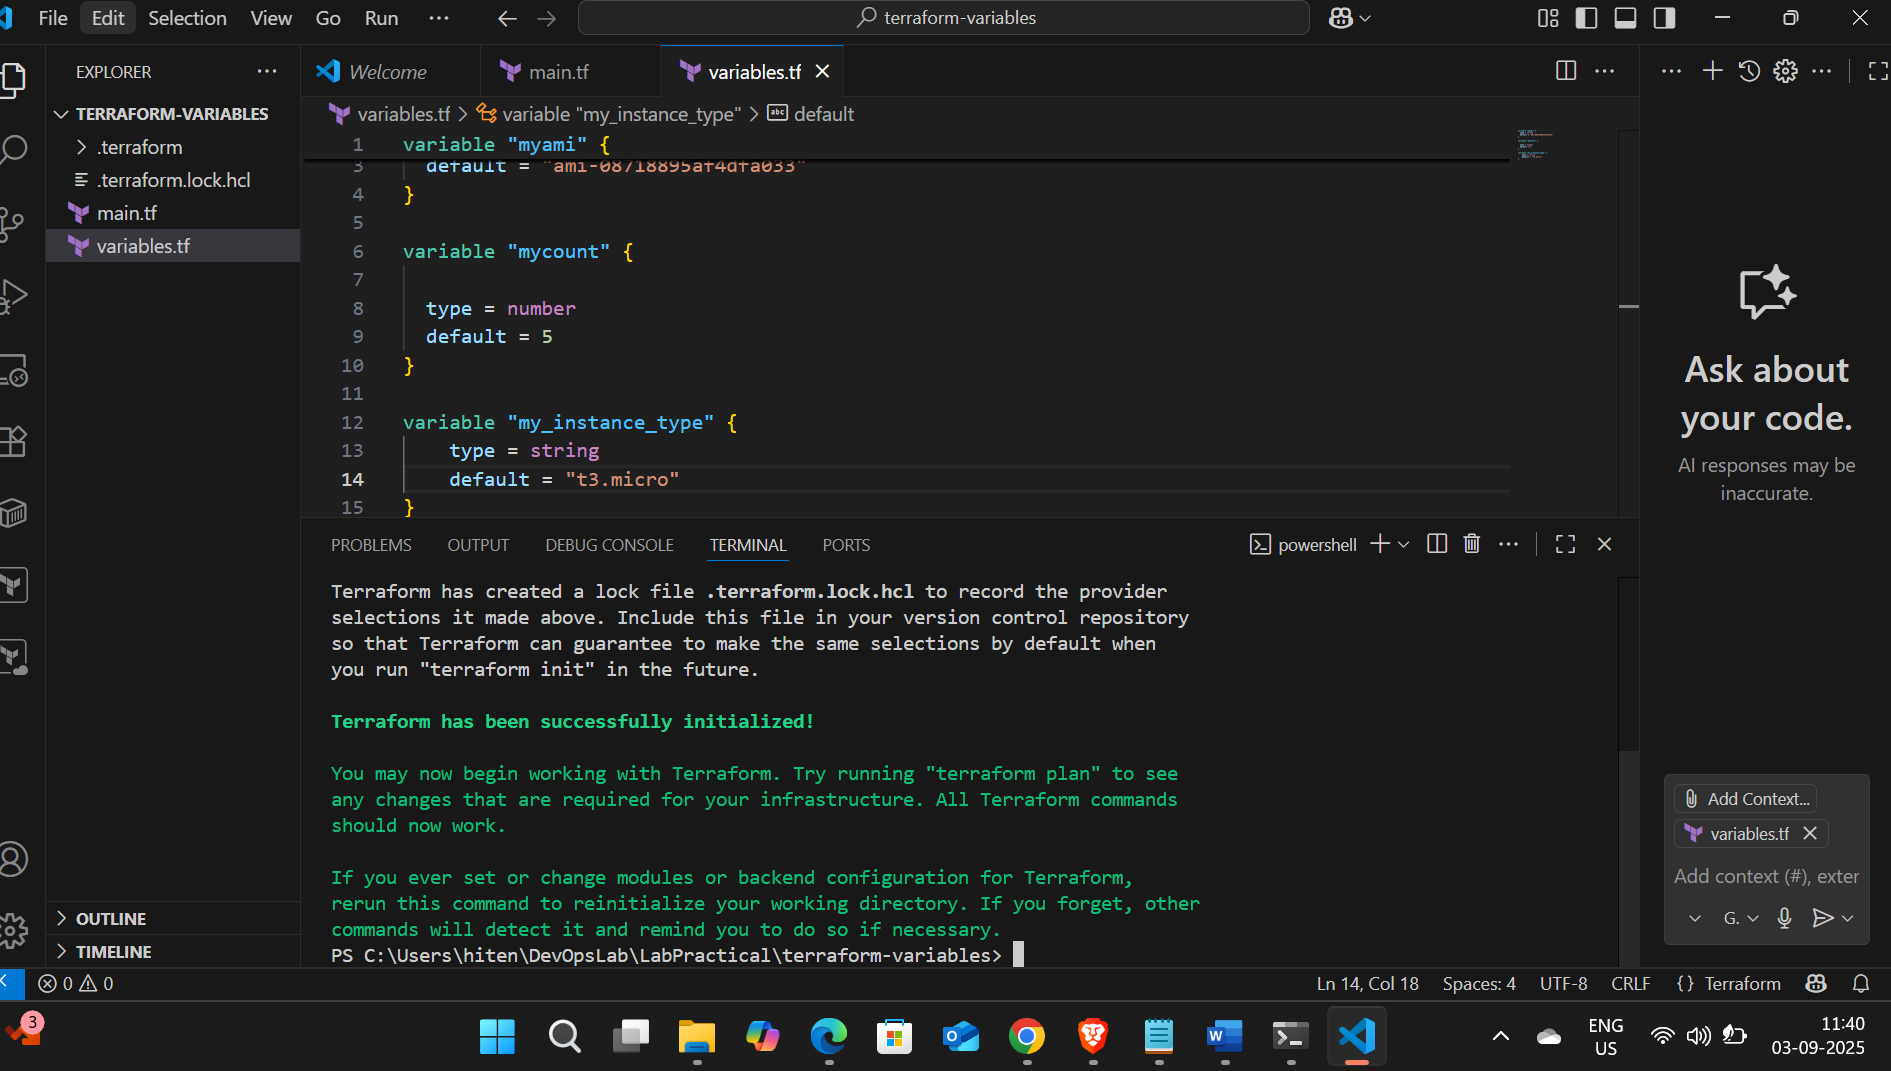 File Edit Selection View Go Run ···
terraform-variables
EXPLORER
TERRAFORM-VARIABLES
.terraform
.terraform.lock.hcl
main.tf
variables.tf
OUTLINE
TIMELINE
Welcome
main.tf
variables.tf
variables.tf > variable "my_instance_type" > abc default
1 variable "myami" {
3 default = "ami-08718895af4dfa033"
4 }
5
6 variable "mycount" {
7
8 type = number
9 default = 5
10 }
11
12 variable "my_instance_type" {
13 type = string
14 default = "t3.micro"
15 }
PROBLEMS OUTPUT DEBUG CONSOLE TERMINAL PORTS
powershell
Terraform has created a lock file .terraform.lock.hcl to record the provider
selections it made above. Include this file in your version control repository
so that Terraform can guarantee to make the same selections by default when
you run "terraform init" in the future.
Terraform has been successfully initialized!
You may now begin working with Terraform. Try running "terraform plan" to see
any changes that are required for your infrastructure. All Terraform commands
should now work.
If you ever set or change modules or backend configuration for Terraform,
rerun this command to reinitialize your working directory. If you forget, other
commands will detect it and remind you to do so if necessary.
PS C:\Users\hiten\DevOpsLab\LabPractical\terraform-variables>
Ask about
your code.
AI responses may be
inaccurate.
Add Context...
variables.tf
Add context (#), exter
G.
0 0
Ln 14, Col 18 Spaces: 4 UTF-8 CRLF {} Terraform
3
ENG
US
11:40
03-09-2025